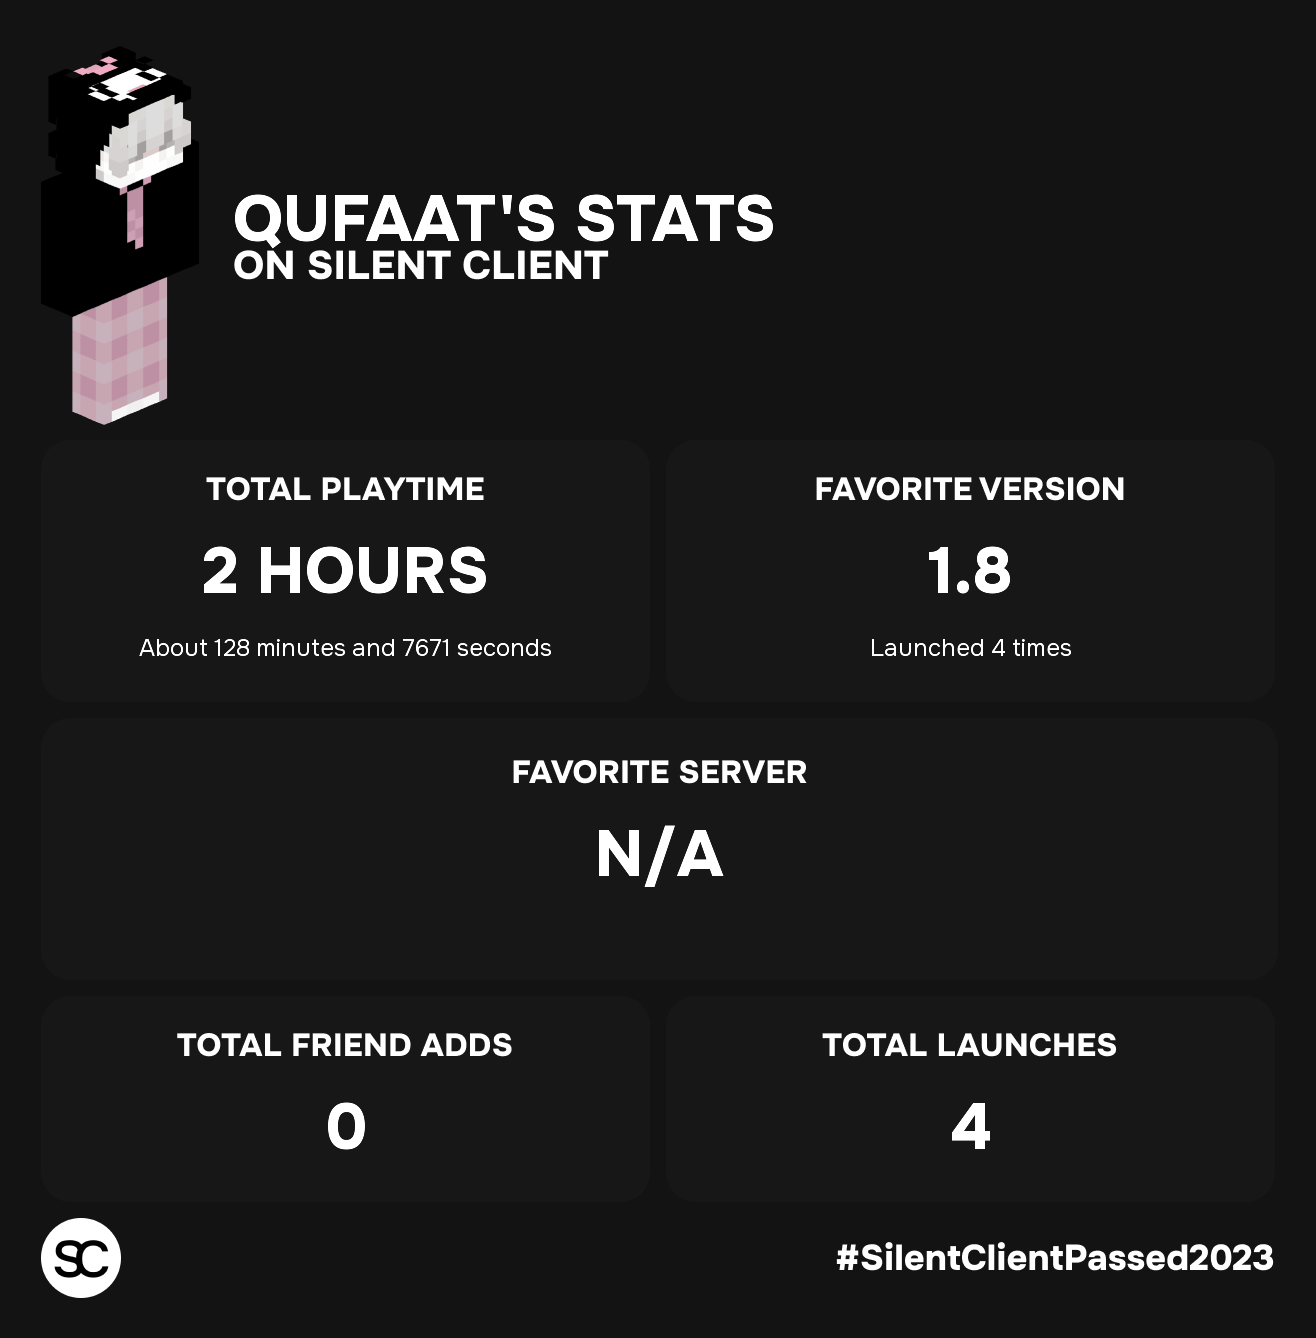 QUFAAT'S STATS
ON SILENT CLIENT
TOTAL PLAYTIME
2 HOURS
About 128 minutes and 7671 seconds
FAVORITE VERSION
1.8
Launched 4 times
FAVORITE SERVER
N/A
TOTAL FRIEND ADDS
0
TOTAL LAUNCHES
4
SC
#SilentClientPassed2023